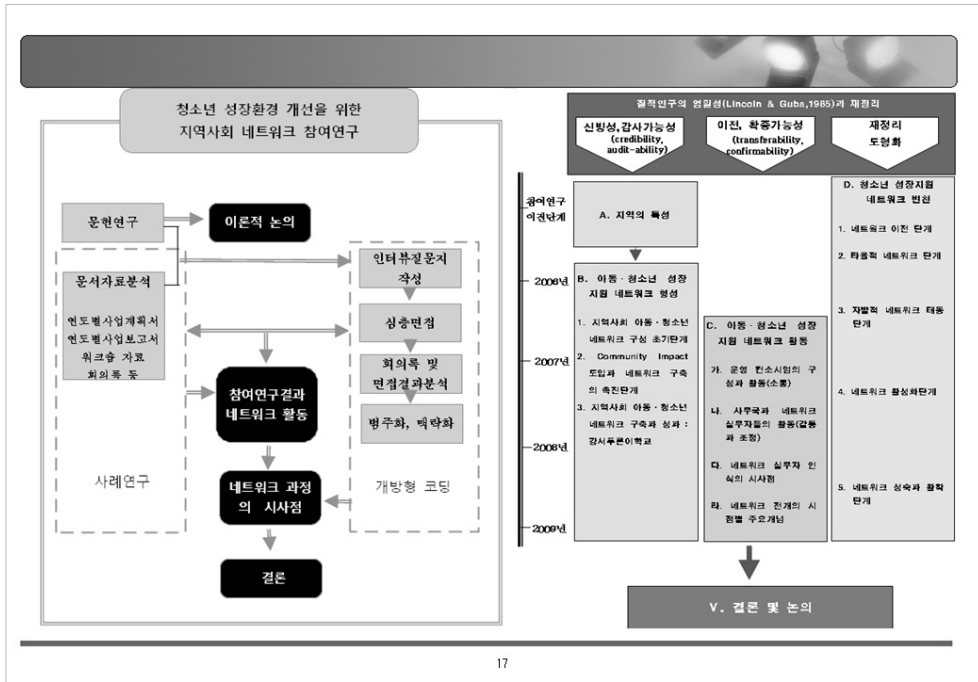 청소년 성장환경 개선을 위한
지역사회 네트워크 참여연구
문헌연구
이론적 논의
문서자료분석
연도별사업계획서
연도별사업보고서
워크숍 자료
회의록 등
사례연구
인터뷰질문지
작성
심층면접
회의록 및
면접결과분석
범주화, 맥락화
개방형 코딩
참여연구결과
네트워크 활동
네트워크 과정
의 시사점
결론
질적연구의 엄밀성(Lincoln & Guba,1985)과 재정리
신빙성,감사가능성
(credibility,
audit-ability)
이전, 확증가능성
(transferability,
confirmability)
재정리
도형화
참여연구
이전단계
2006년
2007년
2008년
2009년
A. 지역의 특성
B. 아동·청소년 성장
지원 네트워크 형성
1. 지역사회 아동·청소년
네트워크 구성 초기단계
2. Community Impact
도입과 네트워크 구축
의 촉진단계
3. 지역사회 아동·청소년
네트워크 구축과 성과 :
강서푸른이학교
C. 아동·청소년 성장
지원 네트워크 활동
가. 운영 컨소시엄의 구
성과 활동(소통)
나. 사무국과 네트워크
실무자들의 활동(갈등
과 조정)
다. 네트워크 실무자 인
식의 시사점
라. 네트워크 전개의 시
점별 주요개념
D. 청소년 성장지원
네트워크 변천
1. 네트워크 이전 단계
2. 타율적 네트워크 단계
3. 자발적 네트워크 태동
단계
4. 네트워크 활성화단계
5. 네트워크 성숙과 활착
단계
V. 결론 및 논의
17